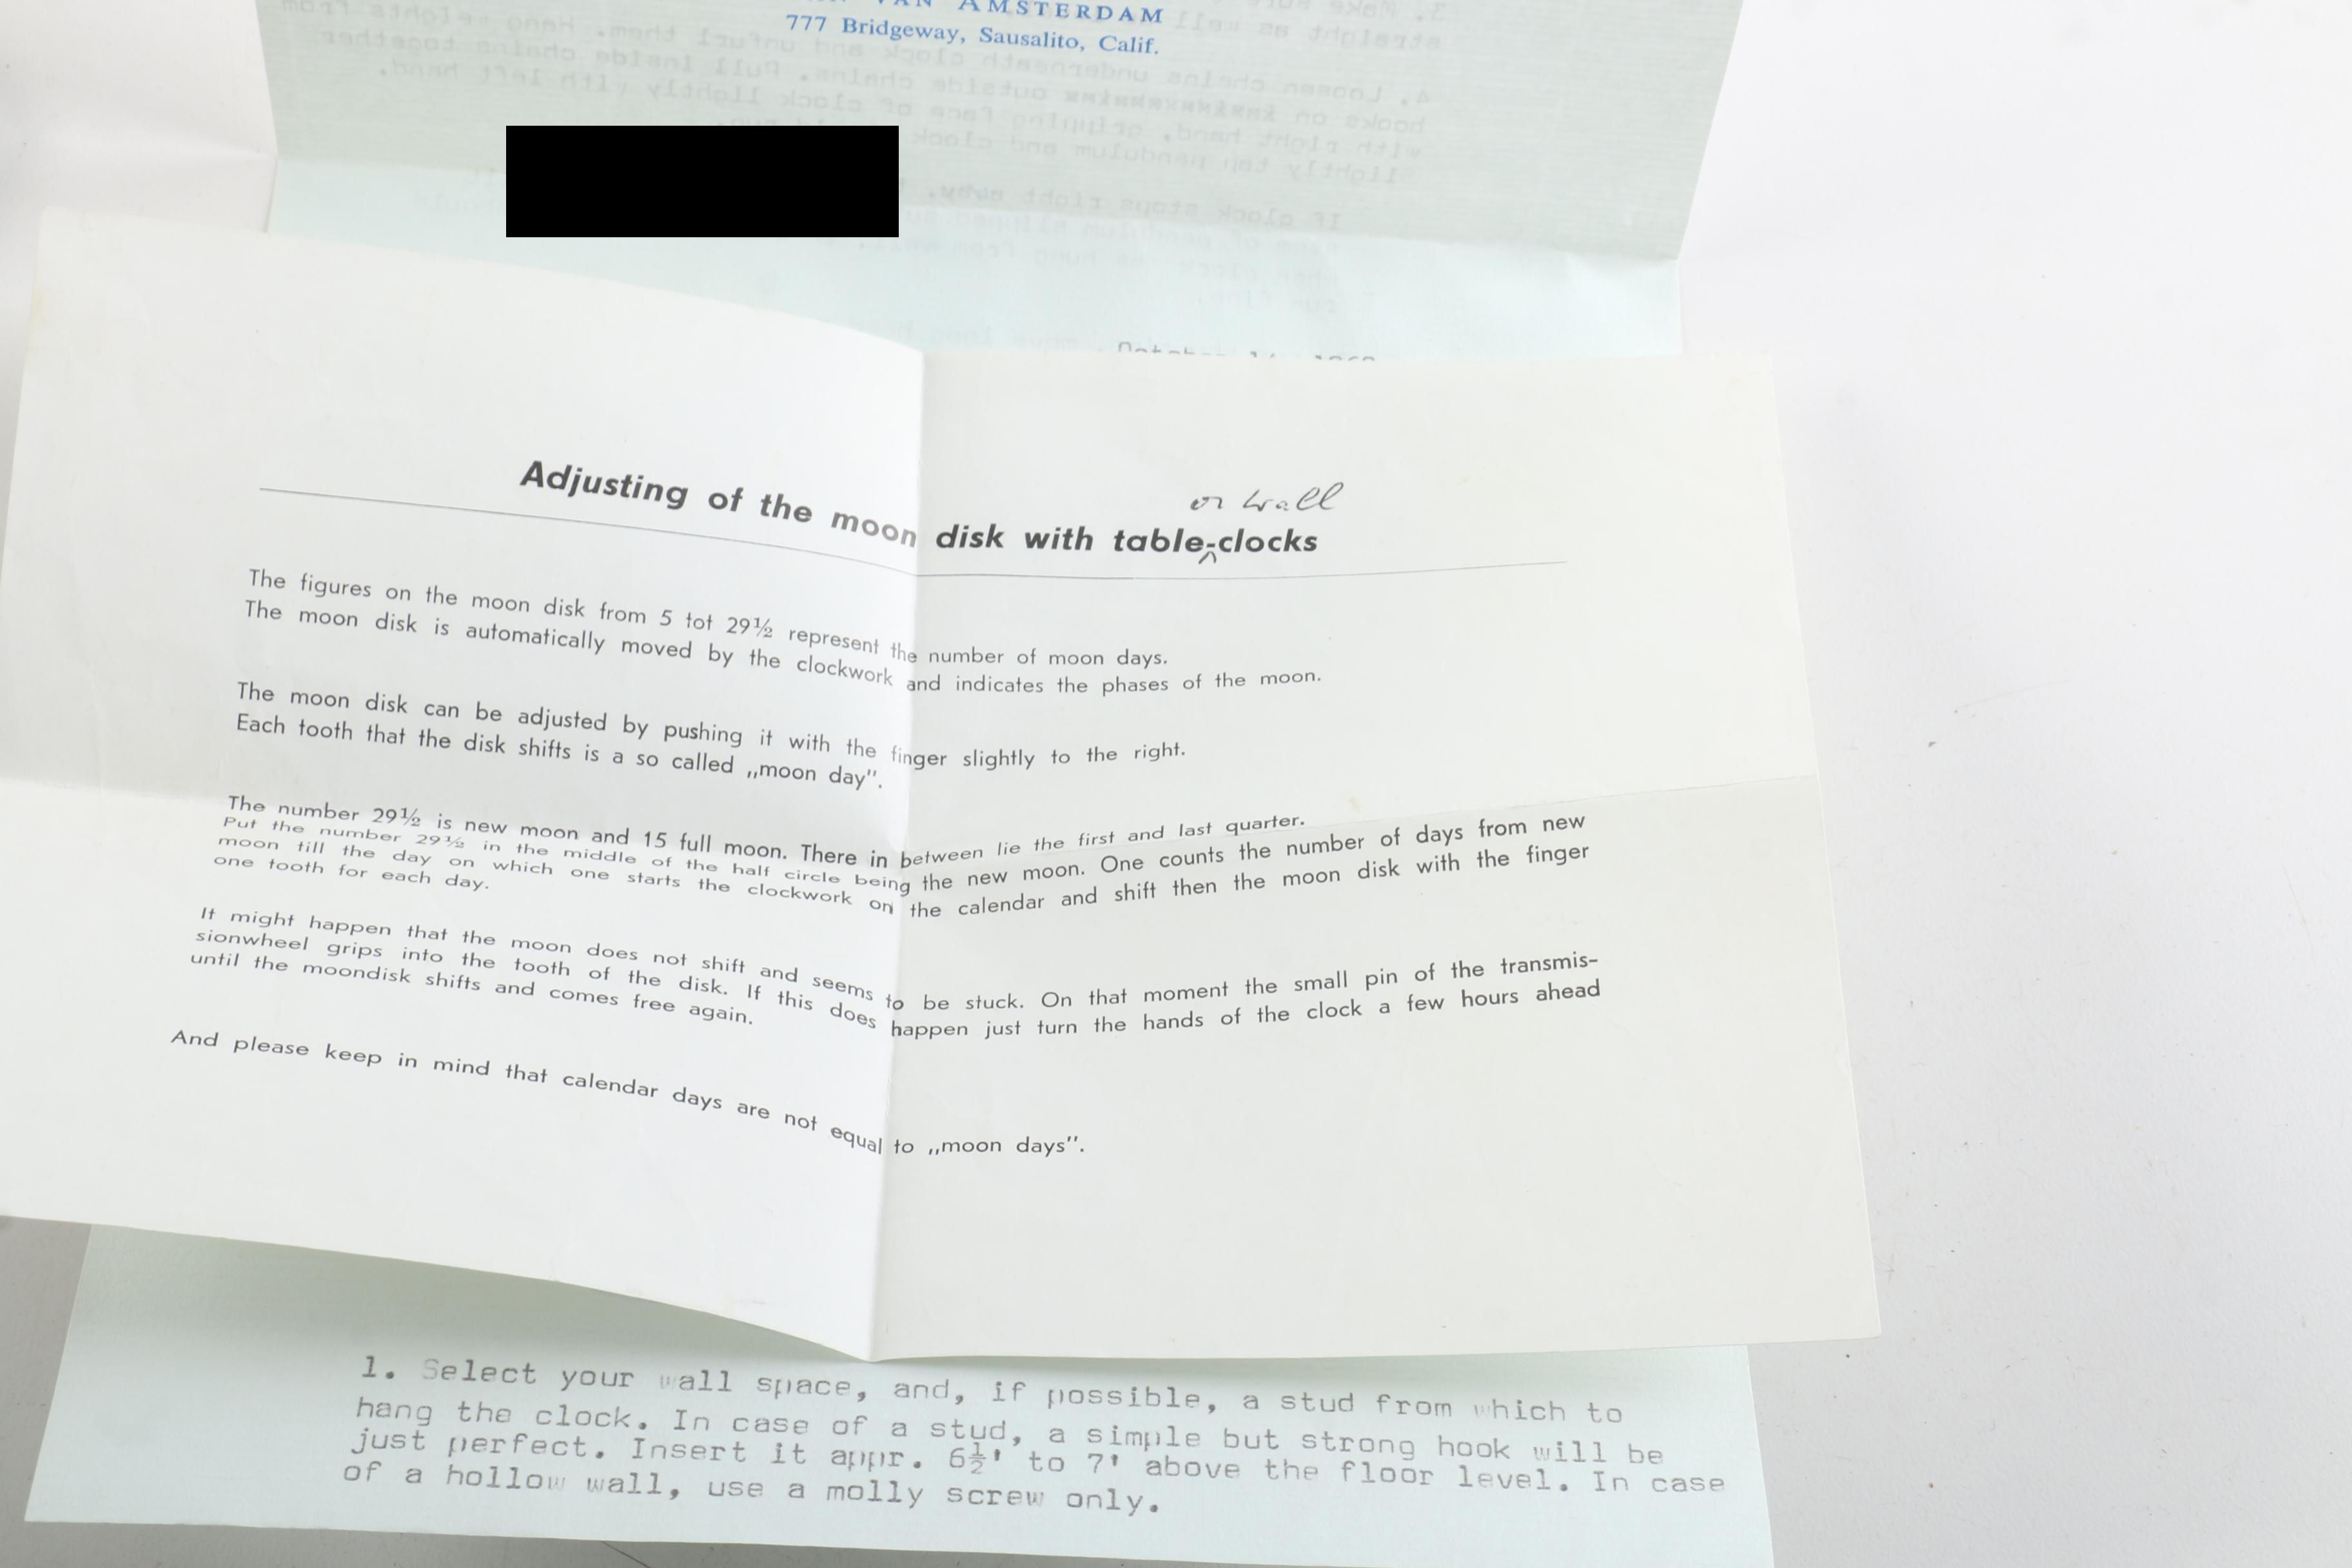 VAN AMSTERDAM
777 Bridgeway, Sausalito, Calif.
or wall
Adjusting of the moon disk with table-clocks
The figures on the moon disk from 5 tot 29½ represent the number of moon days.
The moon disk is automatically moved by the clockwork and indicates the phases of the moon.
The moon disk can be adjusted by pushing it with the finger slightly to the right.
Each tooth that the disk shifts is a so called „moon day".
The number 29½ is new moon and 15 full moon. There in between lie the first and last quarter.
Put the number 29½ in the middle of the half circle being the new moon. One counts the number of days from new
moon till the day on which one starts the clockwork on the calendar and shift then the moon disk with the finger
one tooth for each day.
It might happen that the moon does not shift and seems to be stuck. On that moment the small pin of the transmis-
sionwheel grips into the tooth of the disk. If this does happen just turn the hands of the clock a few hours ahead
until the moondisk shifts and comes free again.
And please keep in mind that calendar days are not equal to „moon days".
1. Select your wall space, and, if possible, a stud from which to
hang the clock. In case of a stud, a simple but strong hook will be
just perfect. Insert it appr. 6½' to 7' above the floor level. In case
of a hollow wall, use a molly screw only.